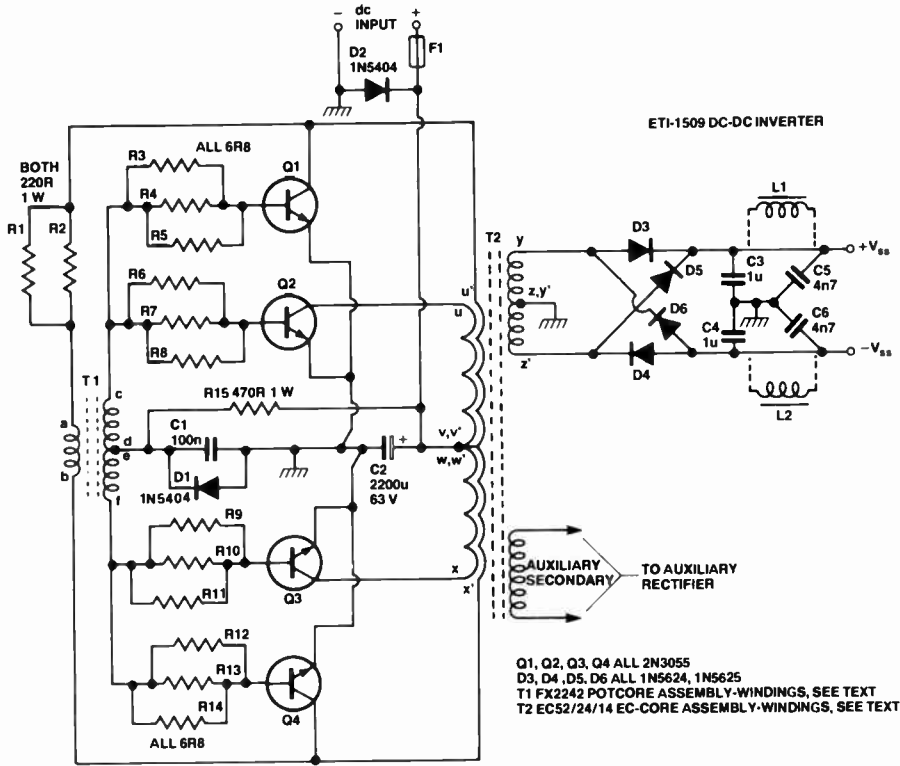 − dc +
INPUT
F1
D2
1N5404
ETI-1509 DC-DC INVERTER
ALL 6R8
BOTH
220R
1 W
R1
R2
R3
R4
R5
Q1
R6
R7
R8
Q2
T2
u'
u
y
z,y'
z'
D3
D5
D6
D4
L1
C3
1u
C5
4n7
C4
1u
C6
4n7
+Vss
−Vss
L2
T1
a
b
c
d
e
f
R15 470R 1 W
C1
100n
D1
1N5404
+
C2
2200u
63 V
v,v'
w,w'
x
x'
R9
R10
R11
Q3
R12
R13
R14
Q4
ALL 6R8
AUXILIARY
SECONDARY
TO AUXILIARY
RECTIFIER
Q1, Q2, Q3, Q4 ALL 2N3055
D3, D4 ,D5, D6 ALL 1N5624, 1N5625
T1 FX2242 POTCORE ASSEMBLY-WINDINGS, SEE TEXT
T2 EC52/24/14 EC-CORE ASSEMBLY-WINDINGS, SEE TEXT